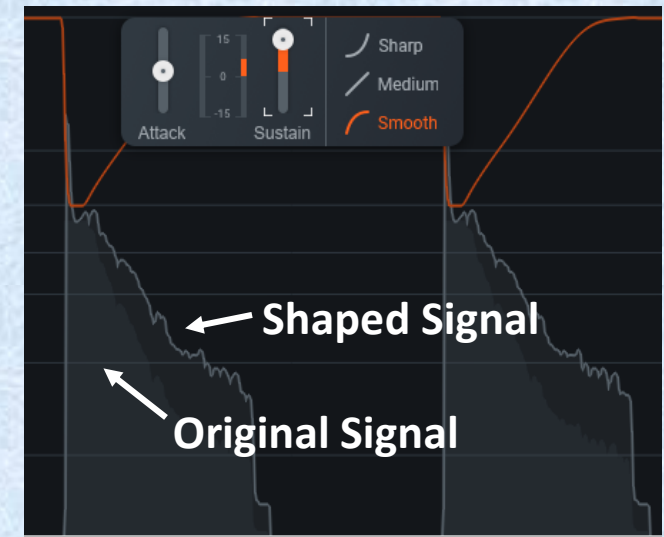 15
0
-15
Attack
Sustain
Sharp
Medium
Smooth
Shaped Signal
Original Signal